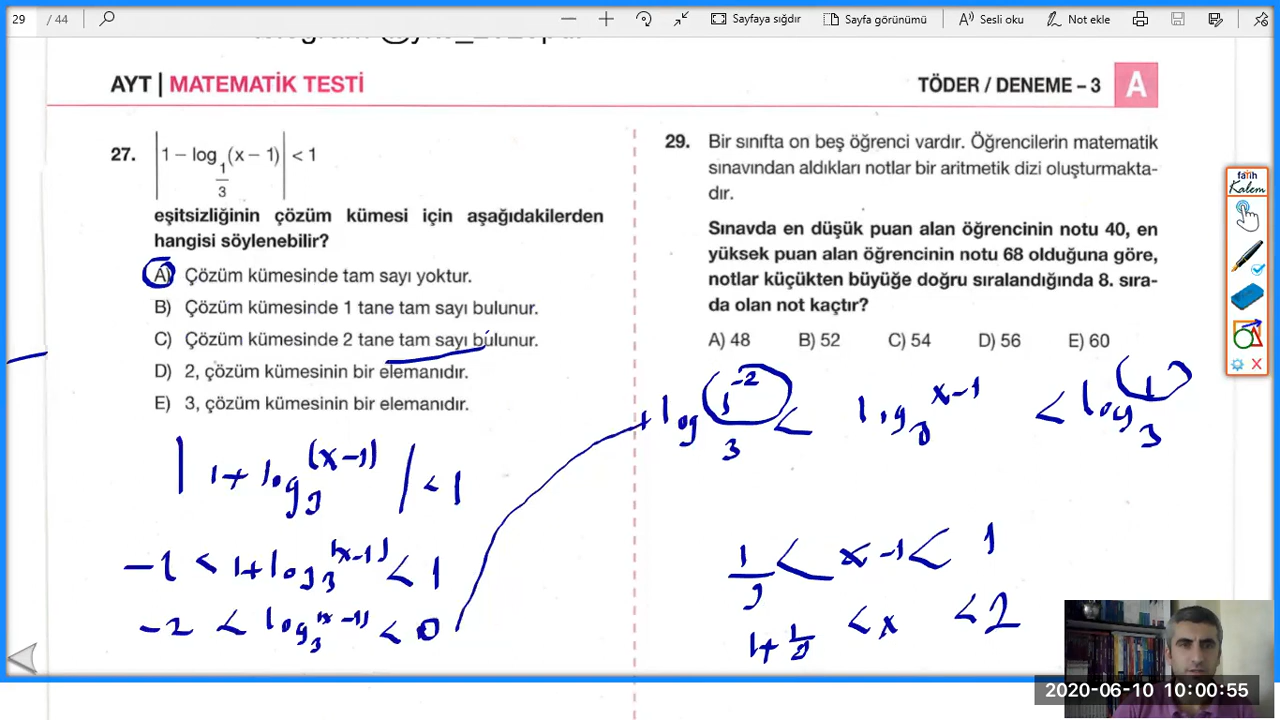 29 / 44
Sayfaya sığdır
Sayfa görünümü
Sesli oku
Not ekle
AYT | MATEMATİK TESTİ
TÖDER / DENEME – 3
A
fatih
Kalem
27. |1 – log 1/3 (x – 1)| < 1
eşitsizliğinin çözüm kümesi için aşağıdakilerden
hangisi söylenebilir?
A) Çözüm kümesinde tam sayı yoktur.
B) Çözüm kümesinde 1 tane tam sayı bulunur.
C) Çözüm kümesinde 2 tane tam sayı bulunur.
D) 2, çözüm kümesinin bir elemanıdır.
E) 3, çözüm kümesinin bir elemanıdır.
| 1 + log3 (x-1) | < 1
-1 < 1 + log3 (x-1) < 1
-2 < log3 (x-1) < 0
29. Bir sınıfta on beş öğrenci vardır. Öğrencilerin matematik
sınavından aldıkları notlar bir aritmetik dizi oluşturmakta-
dır.
Sınavda en düşük puan alan öğrencinin notu 40, en
yüksek puan alan öğrencinin notu 68 olduğuna göre,
notlar küçükten büyüğe doğru sıralandığında 8. sıra-
da olan not kaçtır?
A) 48 B) 52 C) 54 D) 56 E) 60
< log3 x-1 < log3
1/9 < x-1 < 1
1 + 1/9 < x < 2
2020-06-10 10:00:55